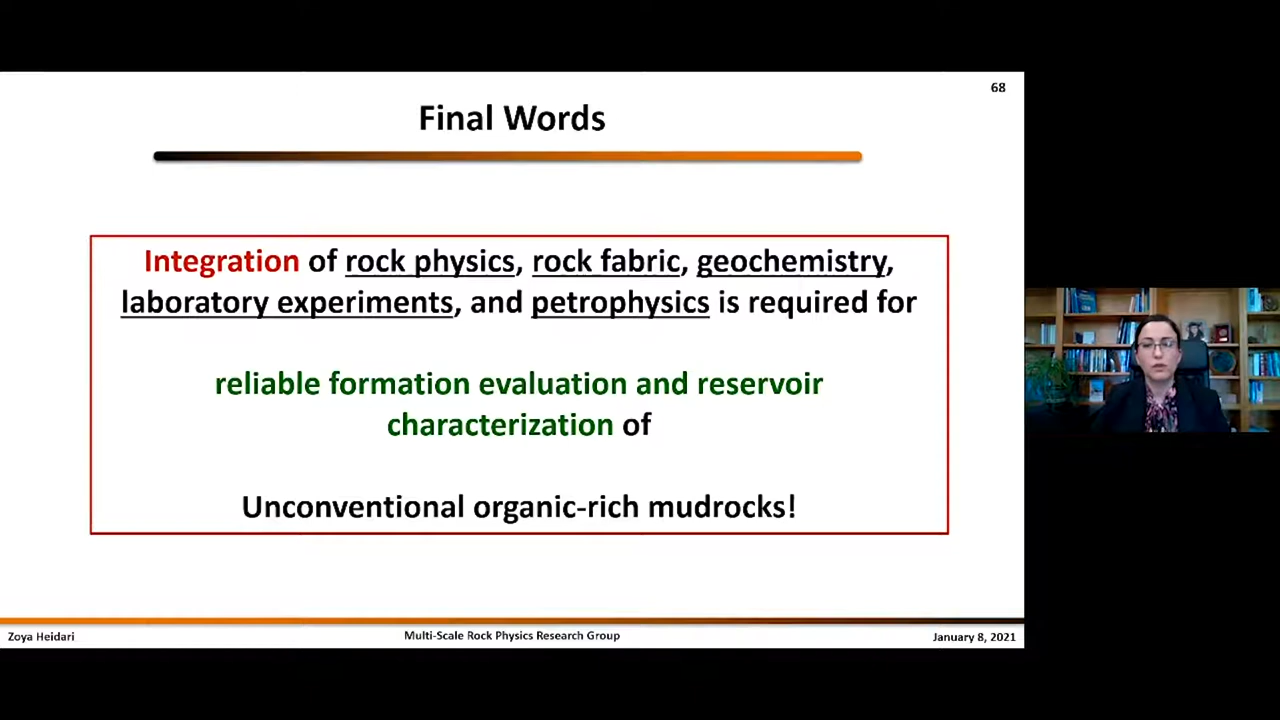 68
Final Words
Integration of rock physics, rock fabric, geochemistry,
laboratory experiments, and petrophysics is required for
reliable formation evaluation and reservoir
characterization of
Unconventional organic-rich mudrocks!
Zoya Heidari
Multi-Scale Rock Physics Research Group
January 8, 2021